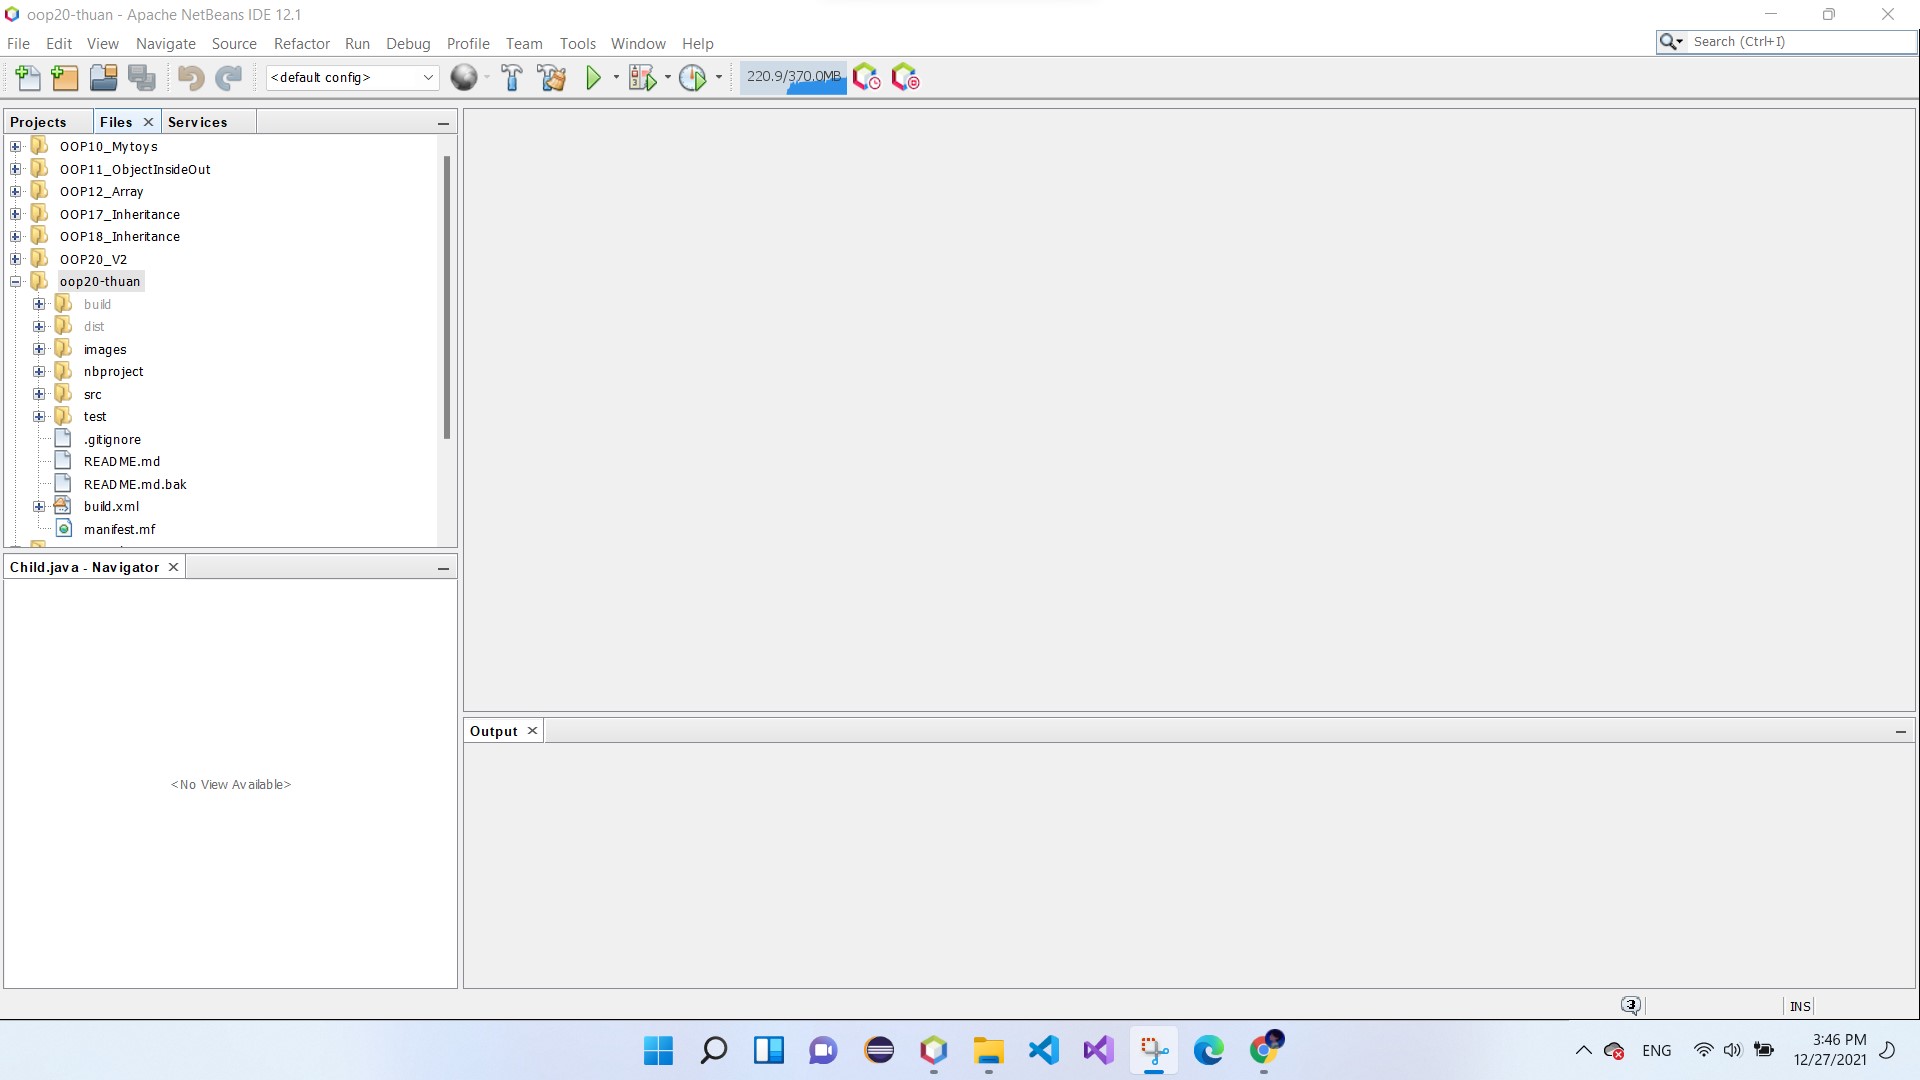 oop20-thuan - Apache NetBeans IDE 12.1
File Edit View Navigate Source Refactor Run Debug Profile Team Tools Window Help
Search (Ctrl+I)
<default config>
220.9/370.0MB
Projects Files Services
OOP10_Mytoys
OOP11_ObjectInsideOut
OOP12_Array
OOP17_Inheritance
OOP18_Inheritance
OOP20_V2
oop20-thuan
build
dist
images
nbproject
src
test
.gitignore
README.md
README.md.bak
build.xml
manifest.mf
Child.java - Navigator
<No View Available>
Output
3
INS
ENG
3:46 PM
12/27/2021